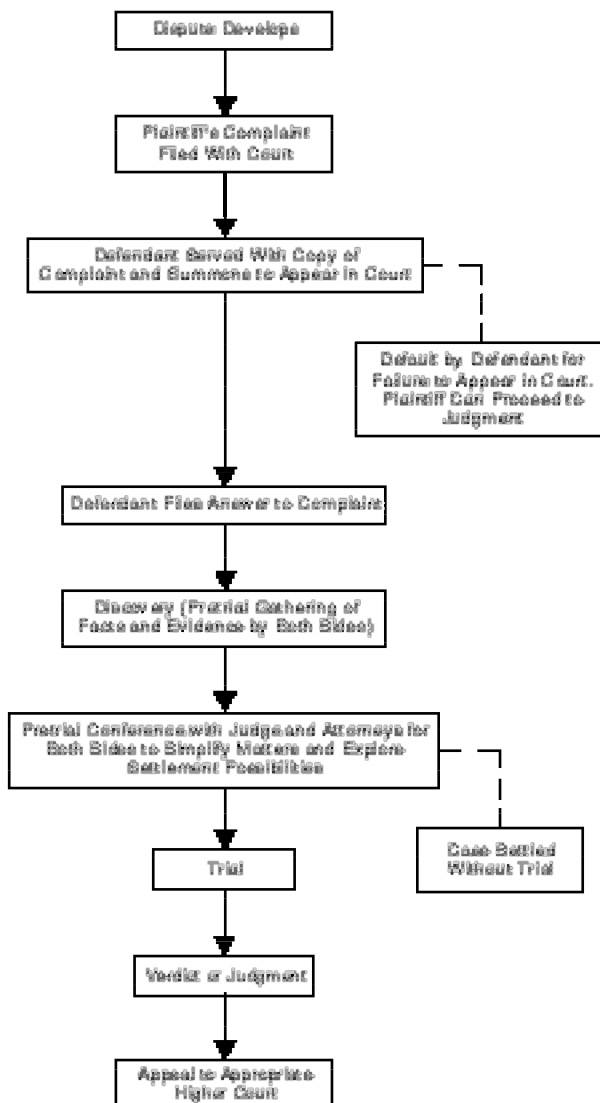 Dispute Develops
Plaintiff's Complaint
Filed With Court
Defendant Served With Copy of
Complaint and Summons to Appear in Court
Default by Defendant for
Failure to Appear in Court.
Plaintiff Can Proceed to
Judgment
Defendant Files Answer to Complaint
Discovery (Pretrial Gathering of
Facts and Evidence by Both Sides)
Pretrial Conference with Judge and Attorneys for
Both Sides to Simplify Matters and Explore
Settlement Possibilities
Case Settled
Without Trial
Trial
Verdict or Judgment
Appeal to Appropriate
Higher Court